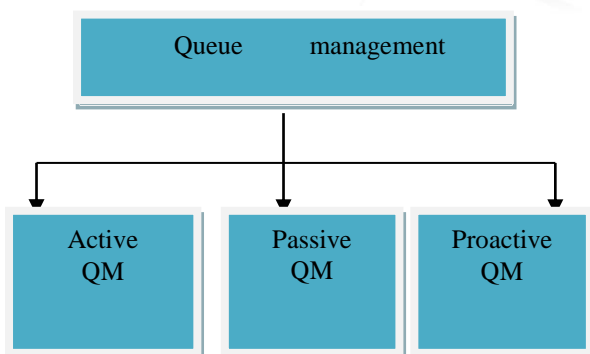 Queue management
Active
QM
Passive
QM
Proactive
QM